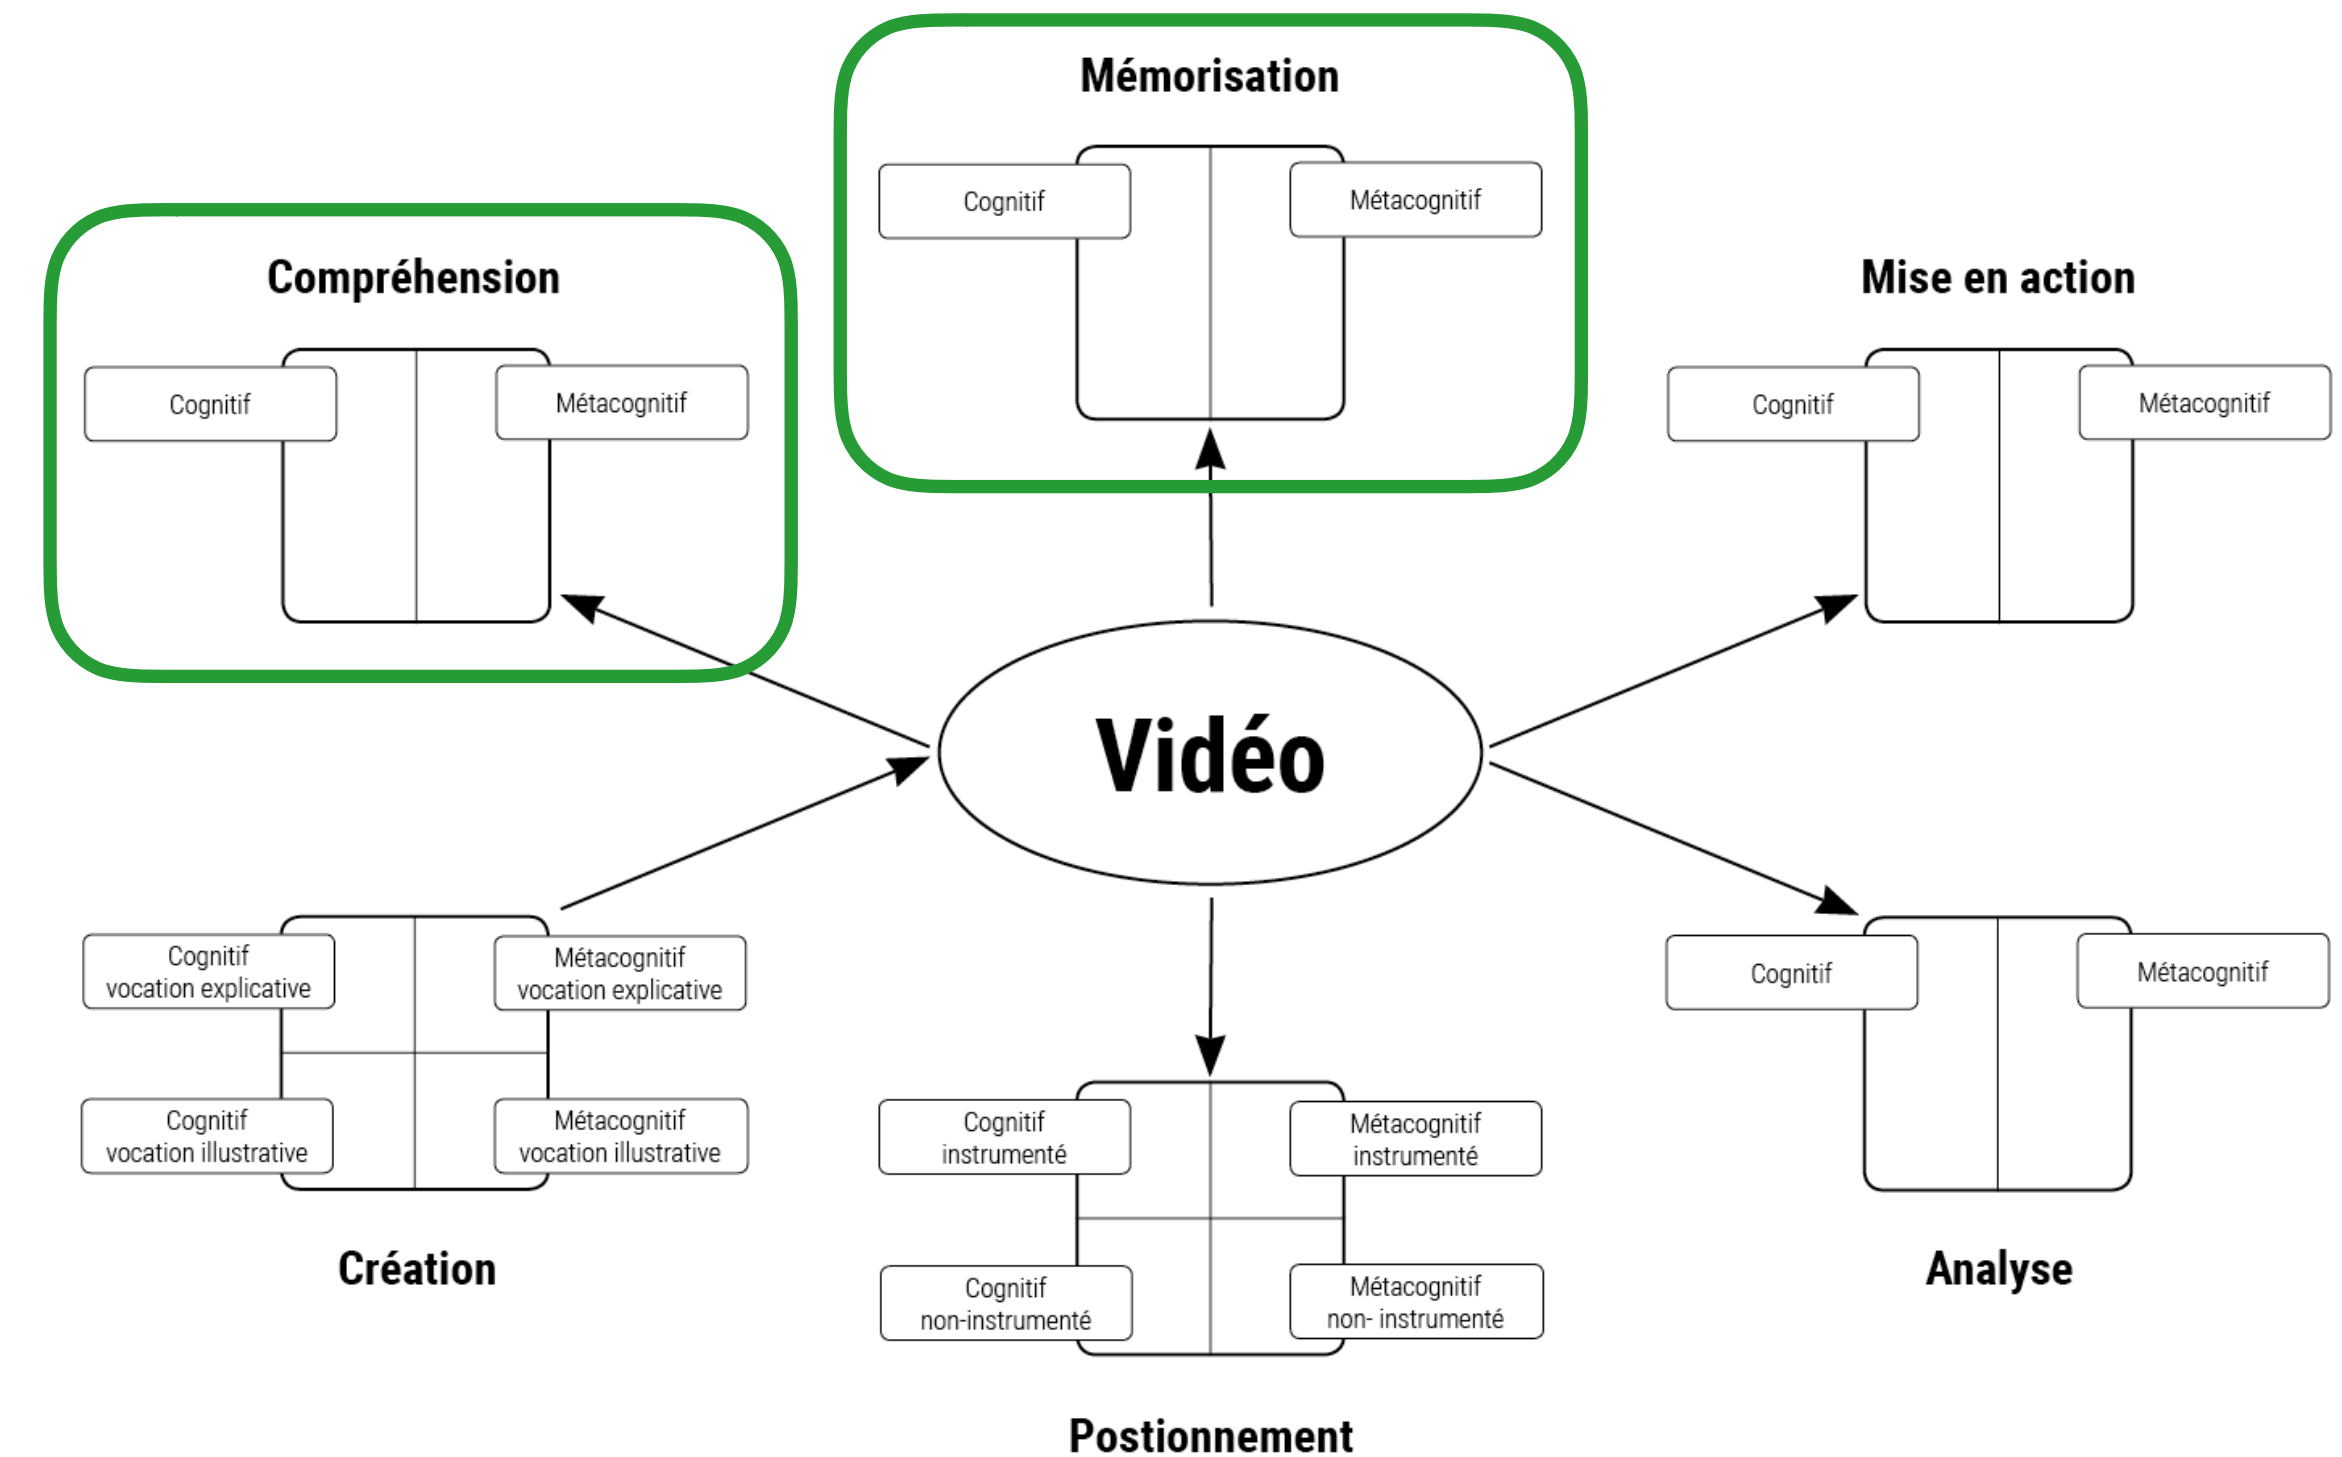 Mémorisation
Cognitif
Métacognitif
Compréhension
Cognitif
Métacognitif
Mise en action
Cognitif
Métacognitif
Vidéo
Cognitif
vocation explicative
Métacognitif
vocation explicative
Cognitif
vocation illustrative
Métacognitif
vocation illustrative
Création
Cognitif
instrumenté
Métacognitif
instrumenté
Cognitif
non-instrumenté
Métacognitif
non- instrumenté
Postionnement
Cognitif
Métacognitif
Analyse